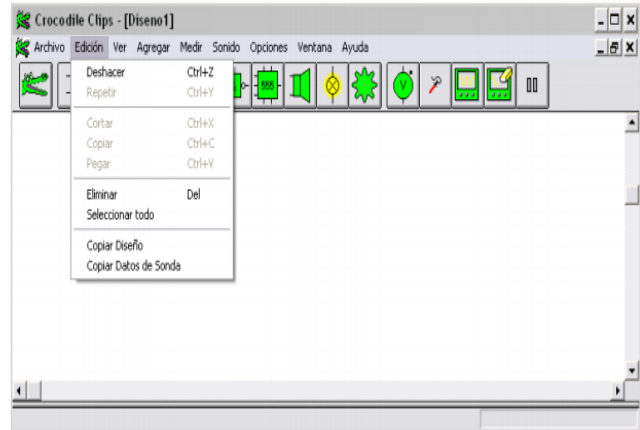 Crocodile Clips - [Diseno1]
Archivo Edición Ver Agregar Medir Sonido Opciones Ventana Ayuda
555
V
Deshacer Ctrl+Z
Repetir Ctrl+Y
Cortar Ctrl+X
Copiar Ctrl+C
Pegar Ctrl+V
Eliminar Del
Seleccionar todo
Copiar Diseño
Copiar Datos de Sonda